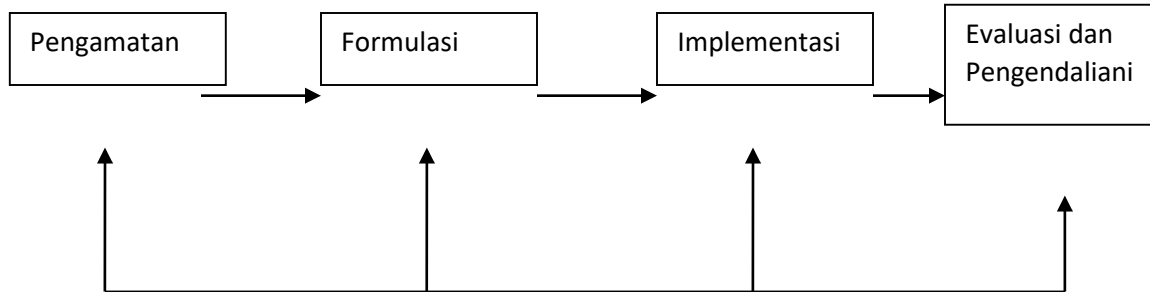 Pengamatan
Formulasi
Implementasi
Evaluasi dan
Pengendaliani